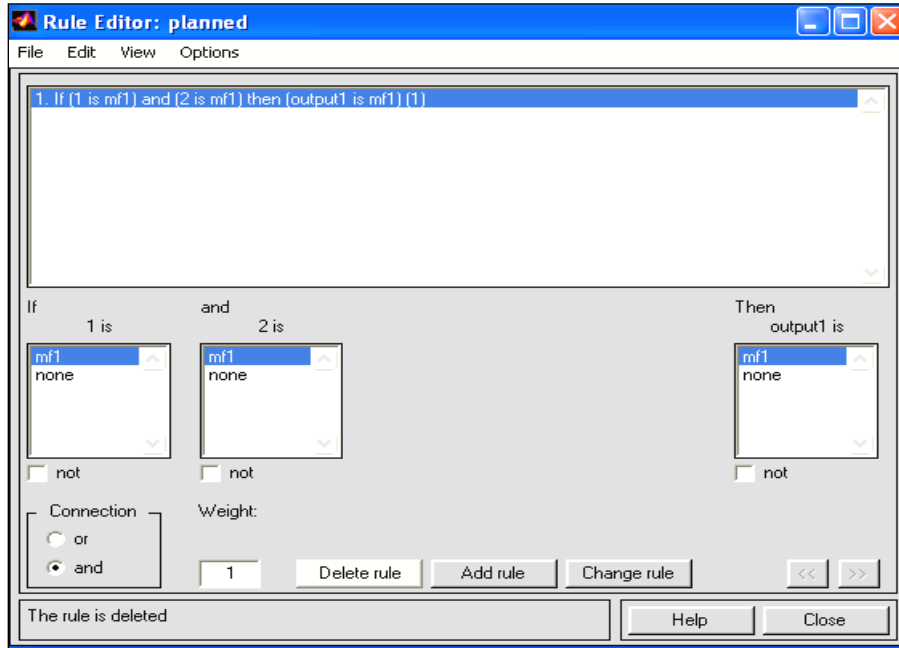 Rule Editor: planned
File Edit View Options
1. If (1 is mf1) and (2 is mf1) then (output1 is mf1) (1)
If and Then
1 is 2 is output1 is
mf1 mf1 mf1
none none none
not not not
Connection Weight:
or
and 1 Delete rule Add rule Change rule << >>
The rule is deleted Help Close